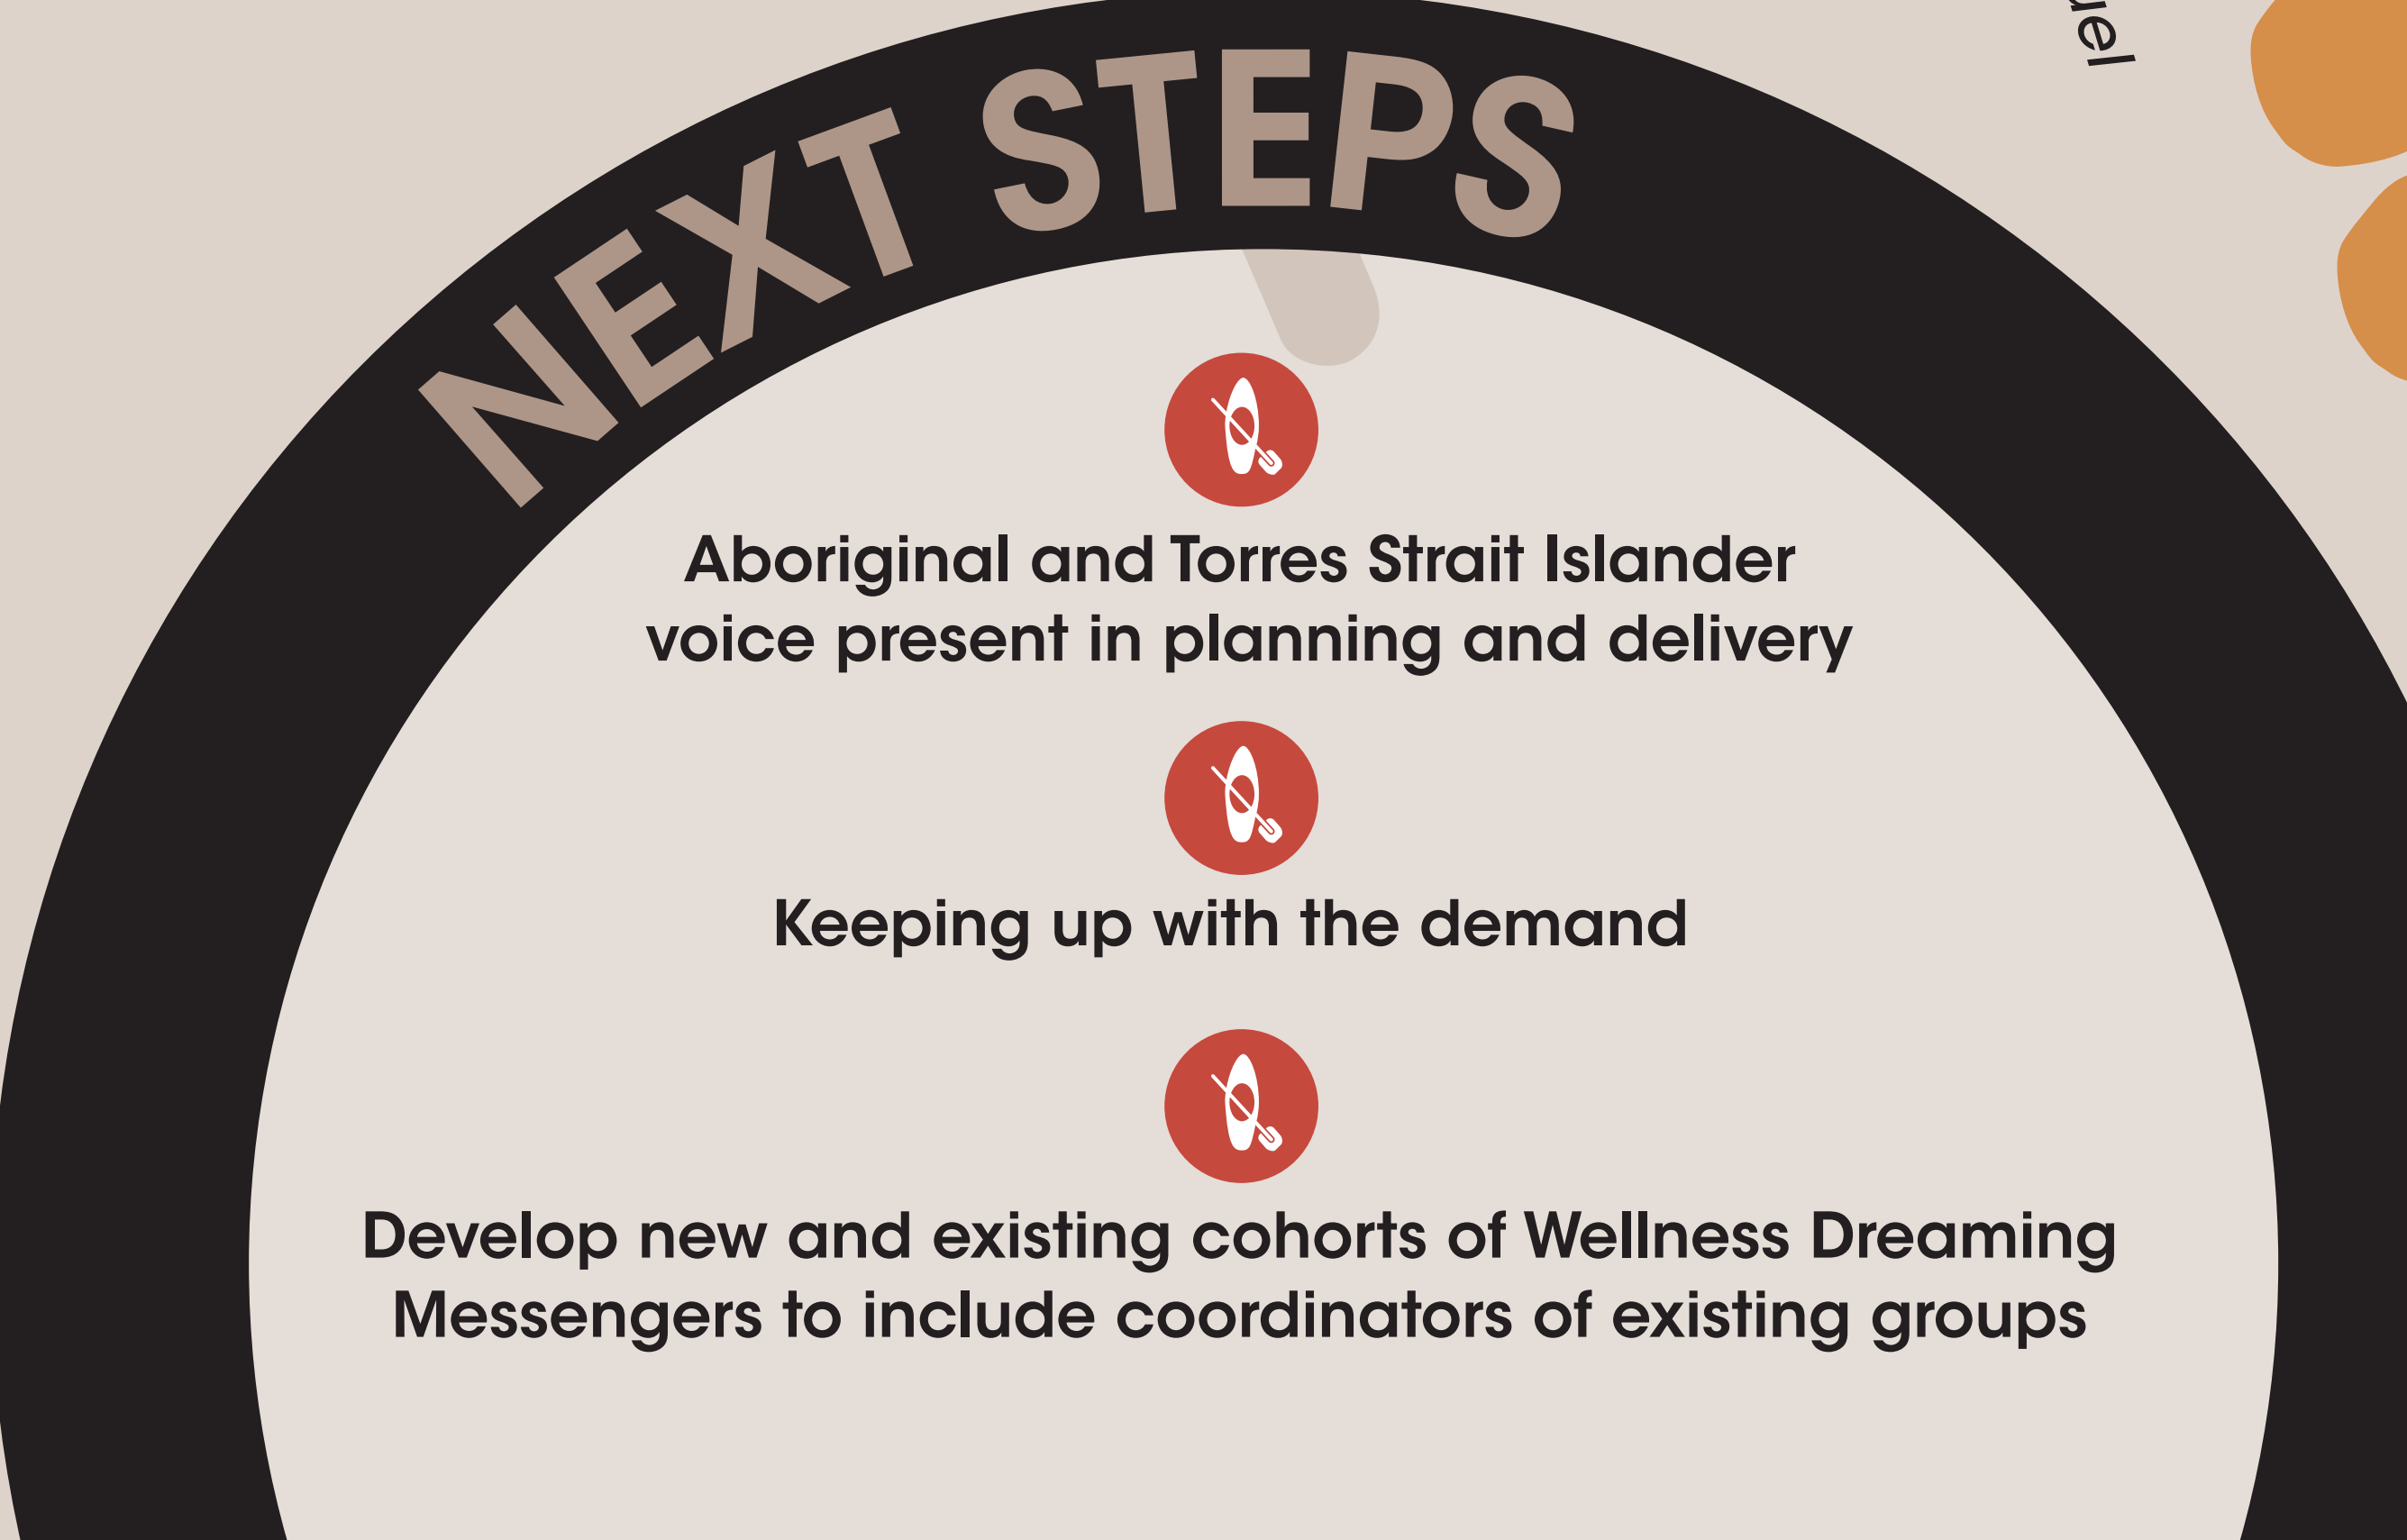 NEXT STEPS
Aboriginal and Torres Strait Islander
voice present in planning and delivery
Keeping up with the demand
Develop new and existing cohorts of Wellness Dreaming
Messengers to include coordinators of existing groups